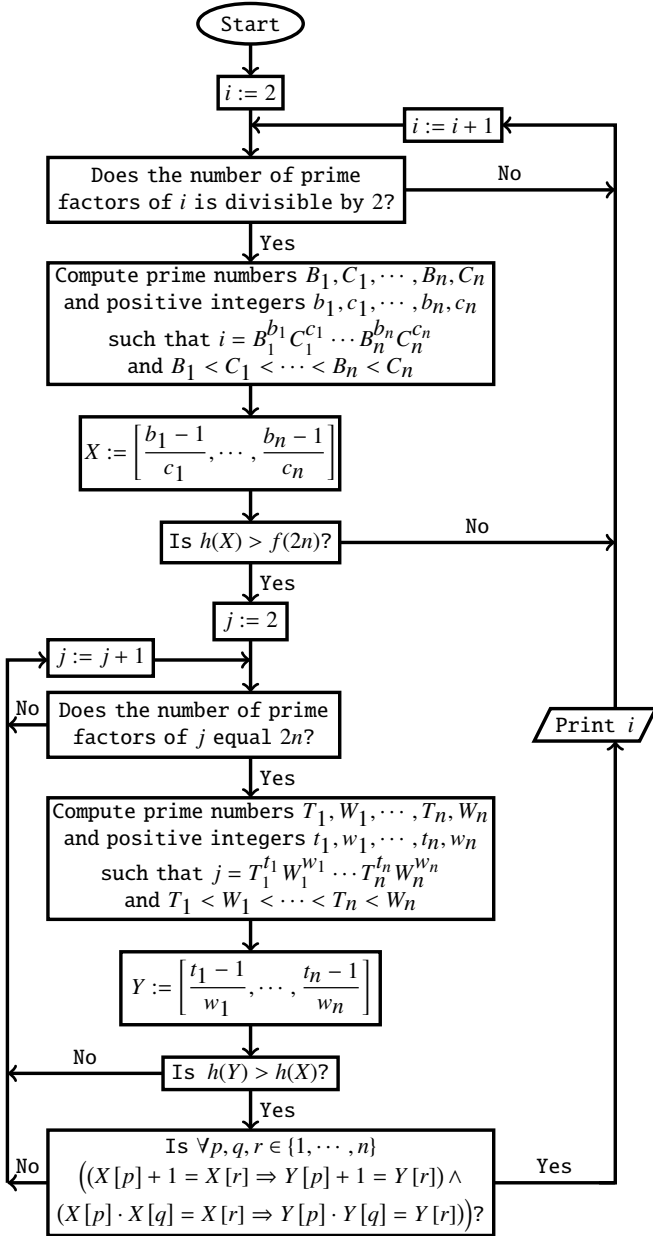 Start
i := 2
i := i + 1
Does the number of prime
factors of i is divisible by 2?
No
Yes
Compute prime numbers B₁, C₁, ⋯ , Bₙ, Cₙ
and positive integers b₁, c₁, ⋯ , bₙ, cₙ
such that i = B₁^{b₁} C₁^{c₁} ⋯ Bₙ^{bₙ} Cₙ^{cₙ}
and B₁ < C₁ < ⋯ < Bₙ < Cₙ
X := [(b₁ − 1)/c₁, ⋯ , (bₙ − 1)/cₙ]
Is h(X) > f(2n)?
No
Yes
j := 2
j := j + 1
No
Does the number of prime
factors of j equal 2n?
Print i
Yes
Compute prime numbers T₁, W₁, ⋯ , Tₙ, Wₙ
and positive integers t₁, w₁, ⋯ , tₙ, wₙ
such that j = T₁^{t₁} W₁^{w₁} ⋯ Tₙ^{tₙ} Wₙ^{wₙ}
and T₁ < W₁ < ⋯ < Tₙ < Wₙ
Y := [(t₁ − 1)/w₁, ⋯ , (tₙ − 1)/wₙ]
No
Is h(Y) > h(X)?
Yes
No
Is ∀p, q, r ∈ {1, ⋯ , n}
((X[p] + 1 = X[r] ⇒ Y[p] + 1 = Y[r]) ∧
(X[p] · X[q] = X[r] ⇒ Y[p] · Y[q] = Y[r]))?
Yes